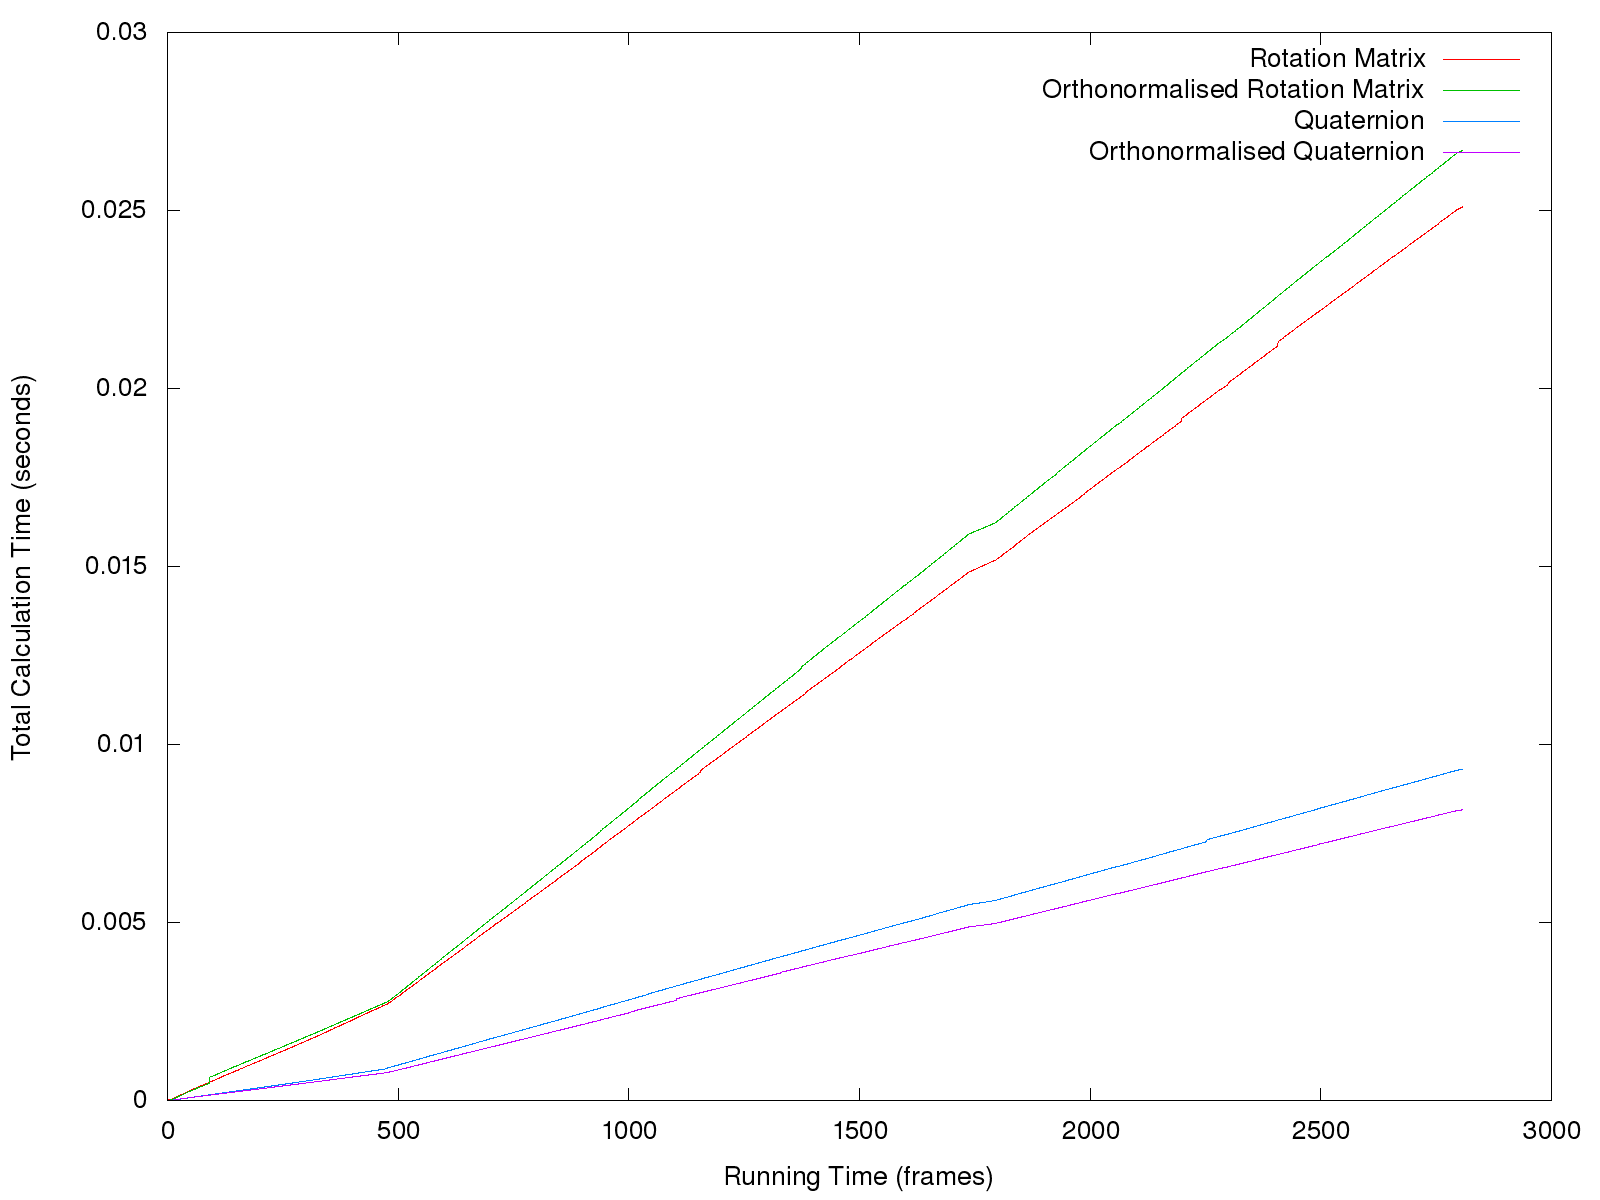 0.03
0.025
0.02
0.015
0.01
0.005
0
0 500 1000 1500 2000 2500 3000
Total Calculation Time (seconds)
Running Time (frames)
Rotation Matrix
Orthonormalised Rotation Matrix
Quaternion
Orthonormalised Quaternion